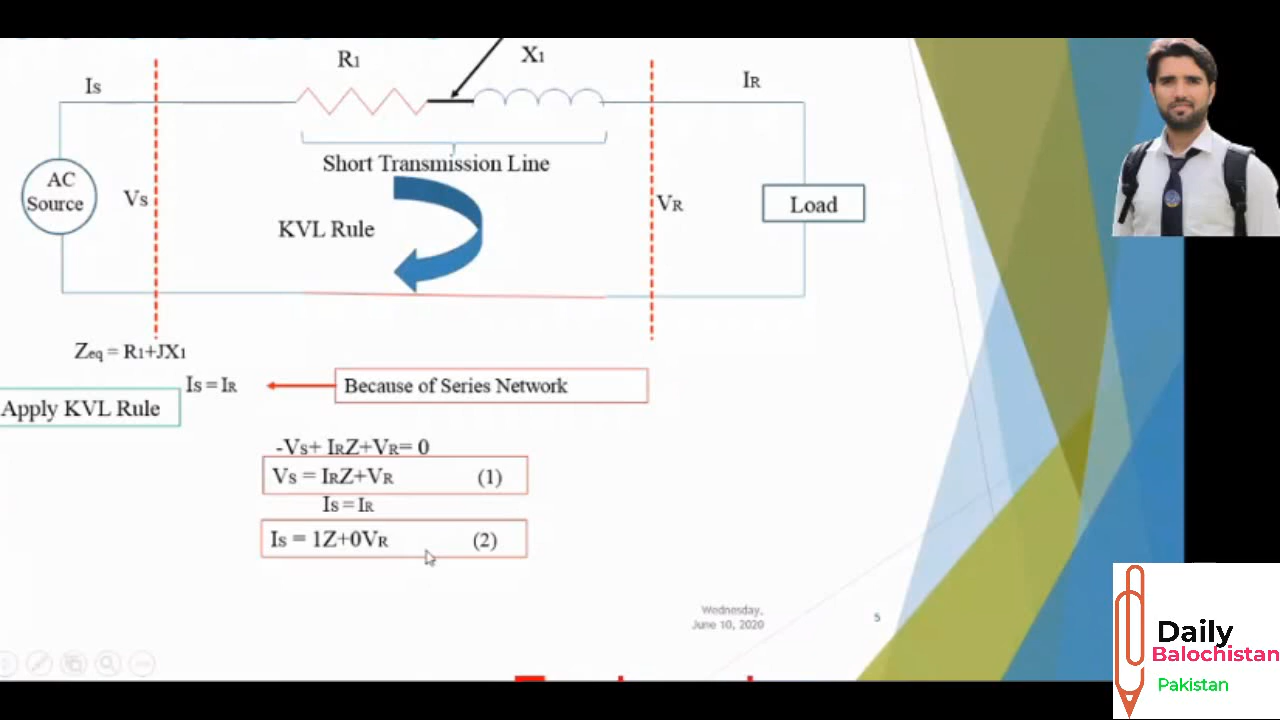 R1
X1
Is
IR
Short Transmission Line
AC
Source
Vs
KVL Rule
VR
Load
Zeq = R1+JX1
Is = IR
Because of Series Network
Apply KVL Rule
-Vs+ IRZ+VR= 0
Vs = IRZ+VR (1)
Is = IR
Is = 1Z+0VR (2)
Wednesday,
June 10, 2020
5
Daily
Balochistan
Pakistan